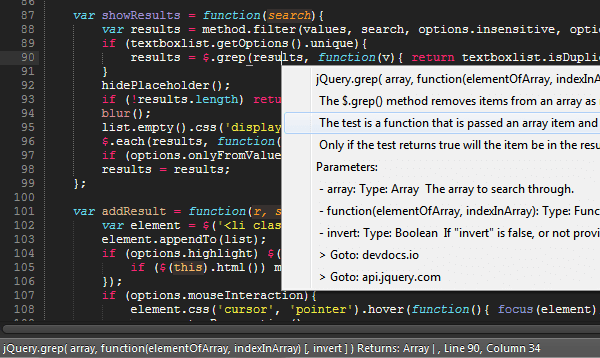 86
87 var showResults = function(search){
88 var results = method.filter(values, search, options.insensitive, option
89 if (textboxlist.getOptions().unique){
90 results = $.grep(results, function(v){ return textboxlist.isDuplic
91 }
92 hidePlaceholder();
93 if (!results.length) retu
94 blur();
95 list.empty().css('display
96 $.each(results, function(
97 if (options.onlyFromValue
98 results = results;
99 };
100
101 var addResult = function(r, s
102 var element = $('<li clas
103 element.appendTo(list);
104 if (options.highlight) $(
105 if ($(this).html()) m
106 });
107 if (options.mouseInteraction){
108 element.css('cursor', 'pointer').hover(function(){ focus(element)
jQuery.grep( array, function(elementOfArray, indexInArr
The $.grep() method removes items from an array as
The test is a function that is passed an array item and
Only if the test returns true will the item be in the resu
Parameters:
- array: Type: Array The array to search through.
- function(elementOfArray, indexInArray): Type: Func
- invert: Type: Boolean If "invert" is false, or not provi
> Goto: devdocs.io
> Goto: api.jquery.com
jQuery.grep( array, function(elementOfArray, indexInArray) [, invert ] ) Returns: Array | , Line 90, Column 34